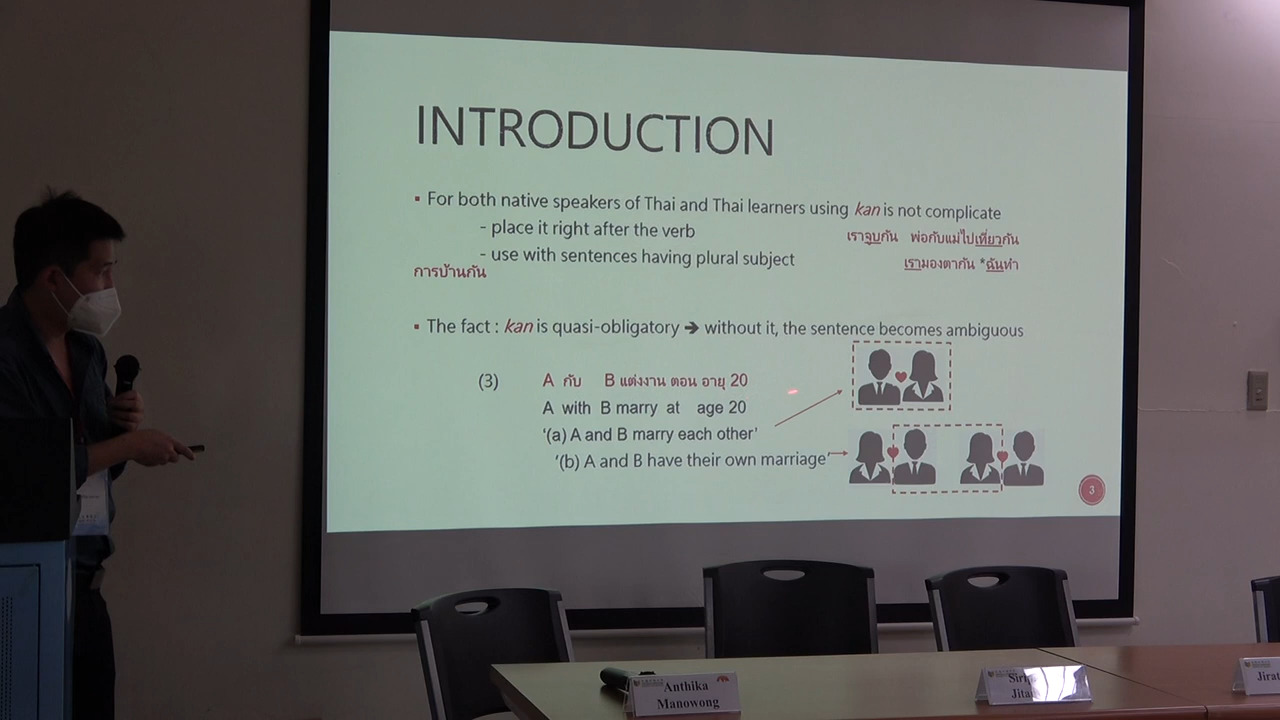 INTRODUCTION
▪ For both native speakers of Thai and Thai learners using kan is not complicate
- place it right after the verb เราจูบกัน พ่อกับแม่ไปเที่ยวกัน
- use with sentences having plural subject เรามองตากัน *ฉันทำ
การบ้านกัน
▪ The fact : kan is quasi-obligatory ➔ without it, the sentence becomes ambiguous
(3) A กับ B แต่งงาน ตอน อายุ 20
A with B marry at age 20
‘(a) A and B marry each other’
‘(b) A and B have their own marriage’
3
Anthika
Manowong